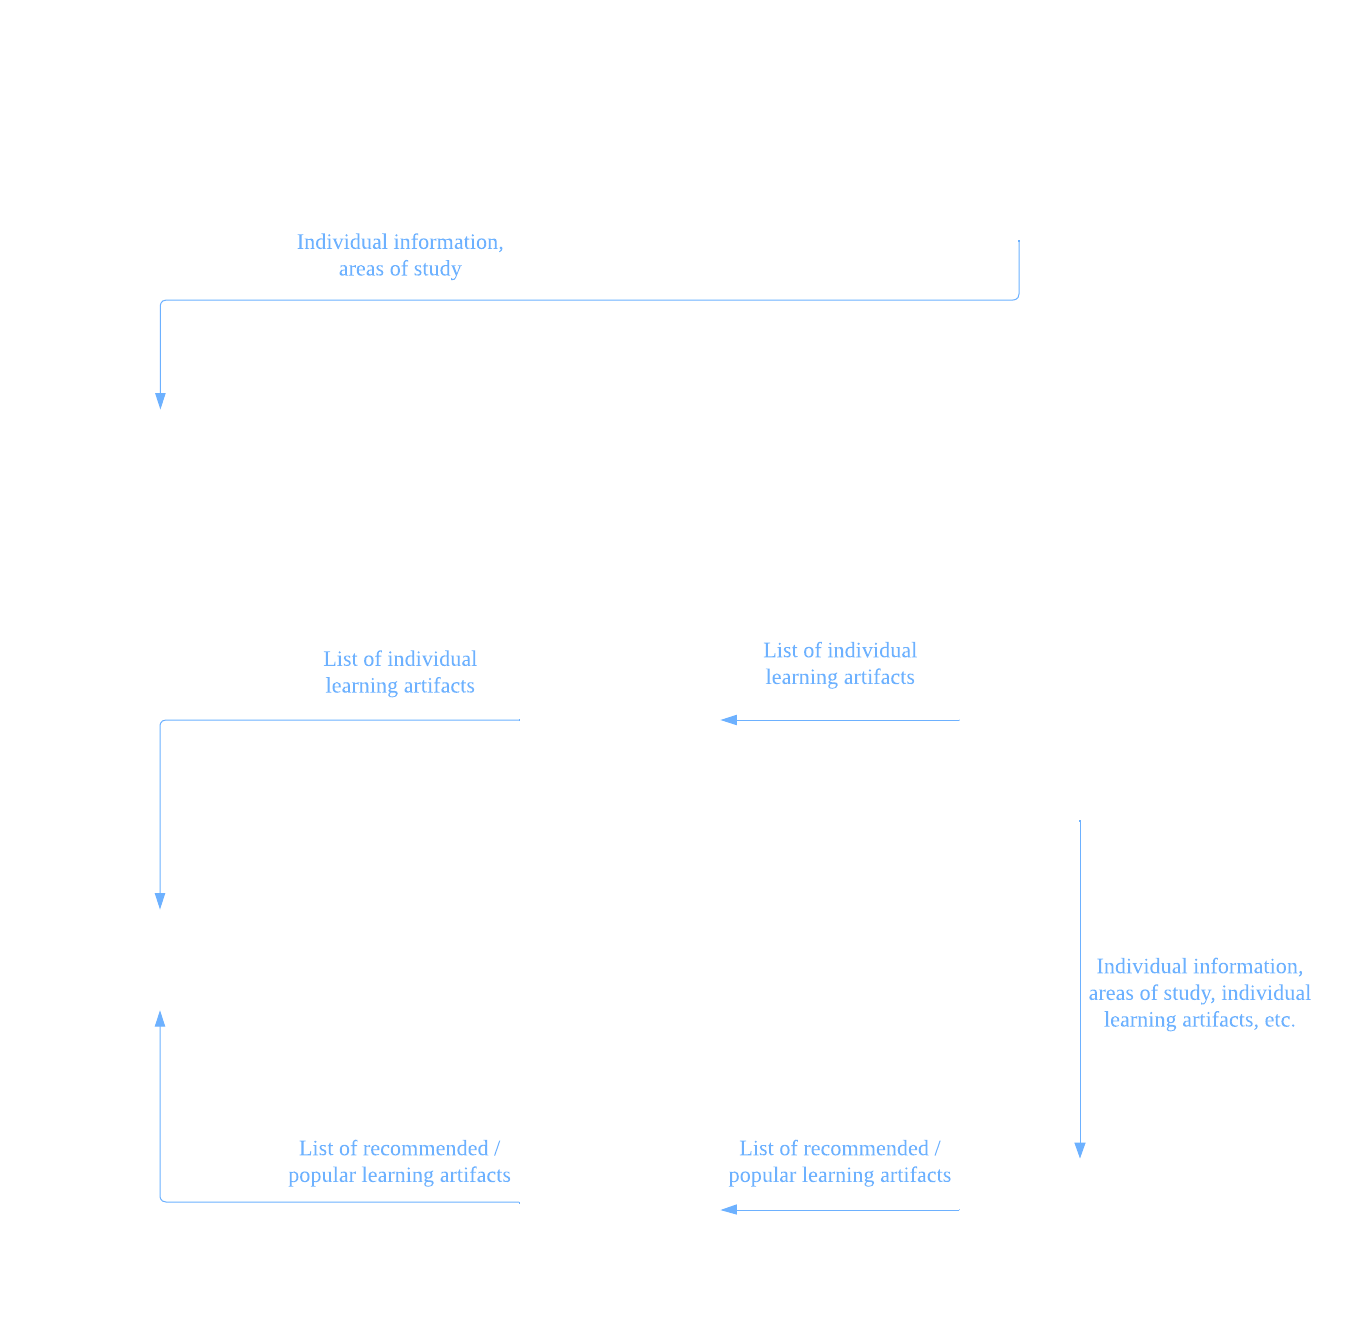 Individual information,
areas of study
List of individual
learning artifacts
List of individual
learning artifacts
Individual information,
areas of study, individual
learning artifacts, etc.
List of recommended /
popular learning artifacts
List of recommended /
popular learning artifacts